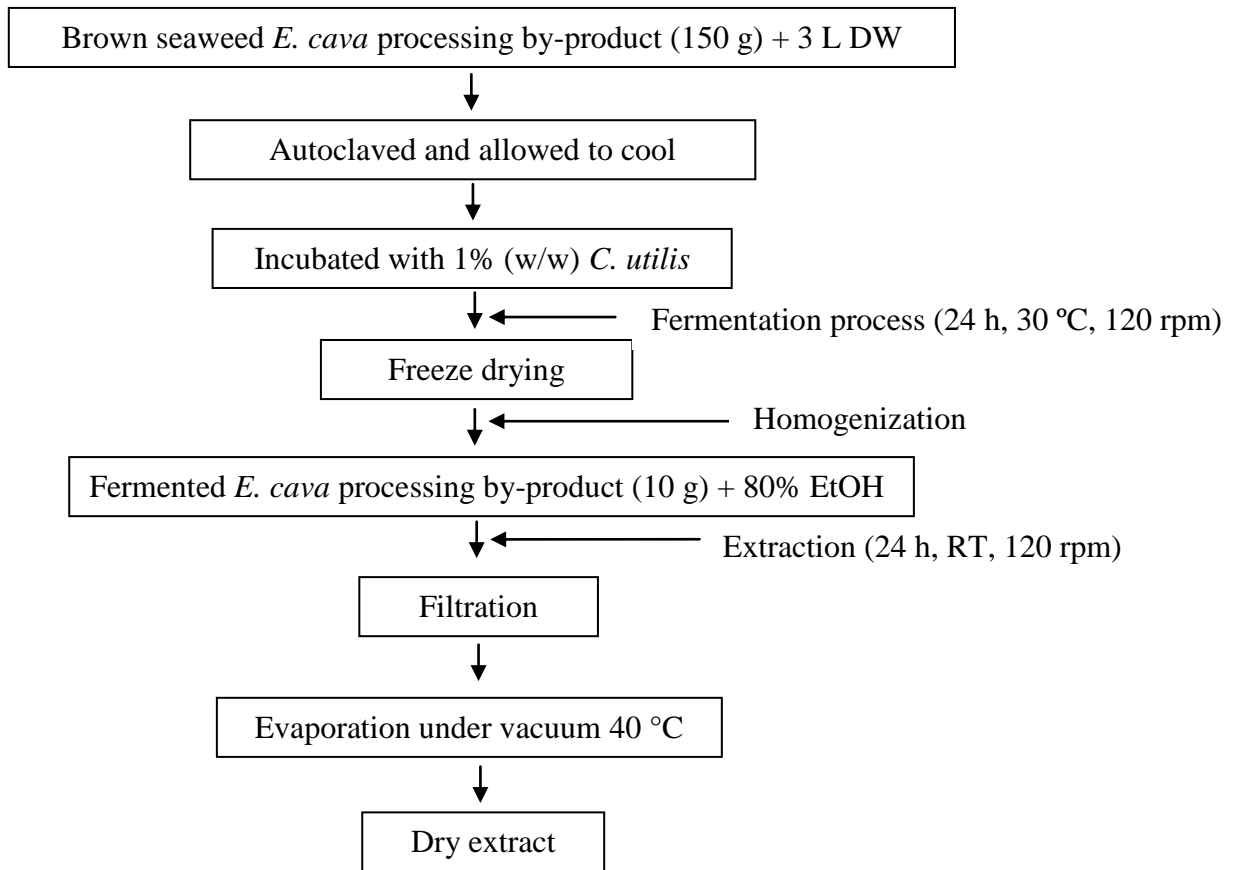 Brown seaweed E. cava processing by-product (150 g) + 3 L DW
Autoclaved and allowed to cool
Incubated with 1% (w/w) C. utilis
Fermentation process (24 h, 30 ºC, 120 rpm)
Freeze drying
Homogenization
Fermented E. cava processing by-product (10 g) + 80% EtOH
Extraction (24 h, RT, 120 rpm)
Filtration
Evaporation under vacuum 40 °C
Dry extract